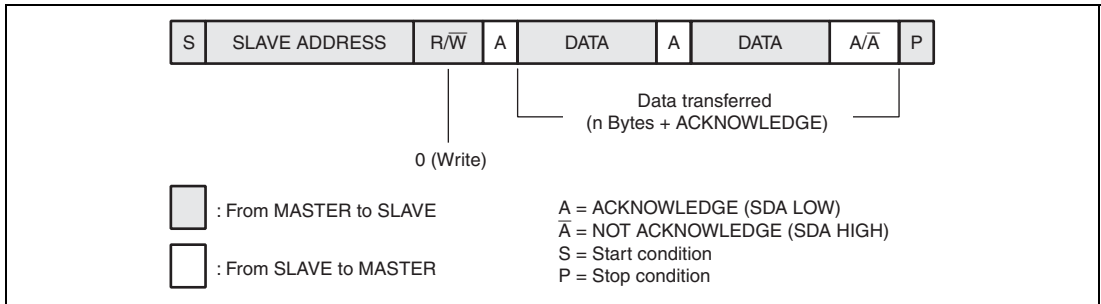 S SLAVE ADDRESS R/W̅ A DATA A DATA A/A̅ P
Data transferred
(n Bytes + ACKNOWLEDGE)
0 (Write)
: From MASTER to SLAVE
: From SLAVE to MASTER
A = ACKNOWLEDGE (SDA LOW)
A̅ = NOT ACKNOWLEDGE (SDA HIGH)
S = Start condition
P = Stop condition